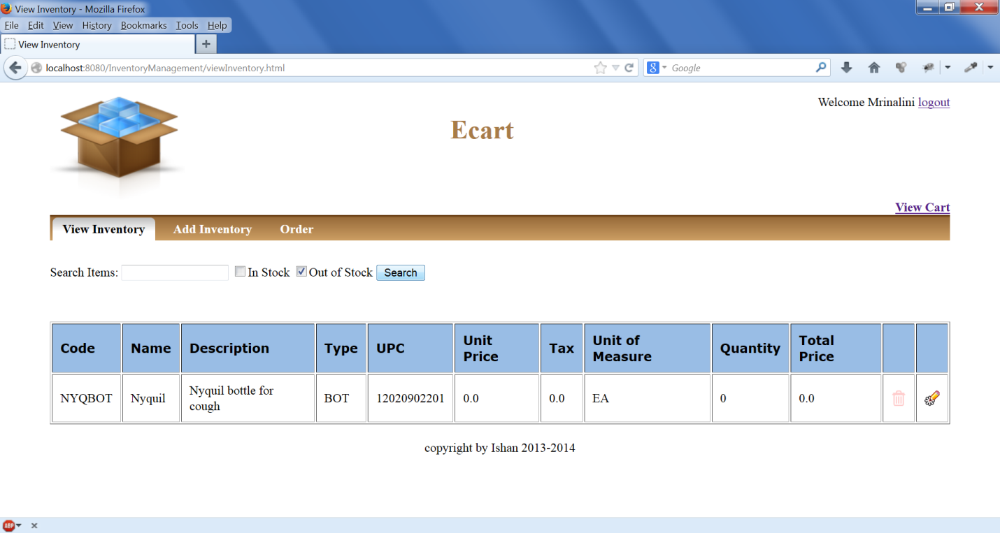 View Inventory - Mozilla Firefox
File Edit View History Bookmarks Tools Help
View Inventory
localhost:8080/InventoryManagement/viewInventory.html
8 Google
Welcome Mrinalini logout
Ecart
View Cart
View Inventory Add Inventory Order
Search Items: In Stock Out of Stock Search
Code Name Description Type UPC Unit Price Tax Unit of Measure Quantity Total Price
NYQBOT Nyquil Nyquil bottle for cough BOT 12020902201 0.0 0.0 EA 0 0.0
copyright by Ishan 2013-2014
ABP